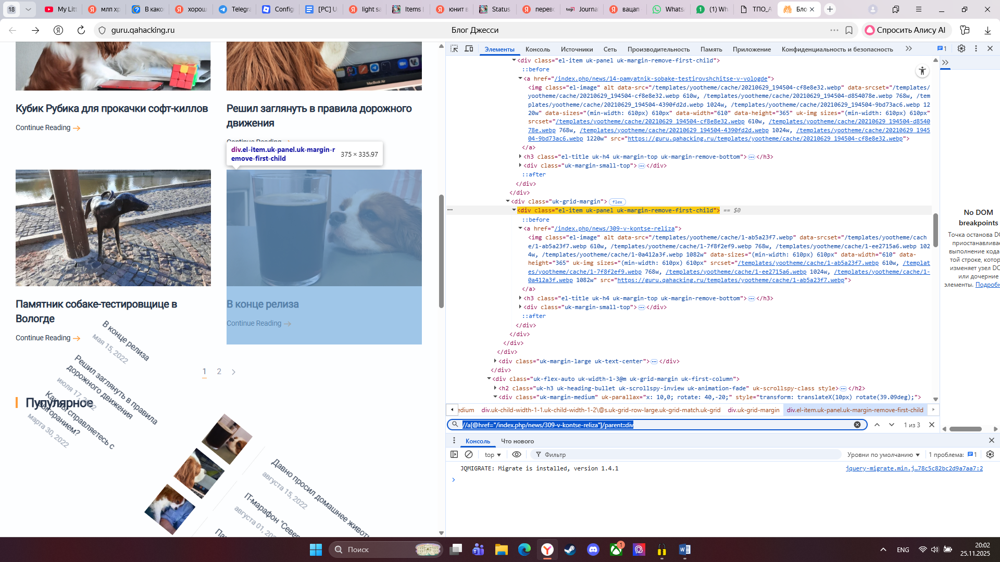 18
My Litt
млп хр
В како
хорош
Telegra
Config
[PC] U
light sa
Items
юнит в
Status
перево
top1 Journa
вацап
Whats
(1) Wh
ТПО_А
Бло
guru.qahacking.ru
Блог Джесси
Спросить Алису AI
MacBook Air
Кубик Рубика для прокачки софт-киллов
Continue Reading
Решил заглянуть в правила дорожного
движения
Continue Reading
div.el-item.uk-panel.uk-margin-r
emove-first-child
375 × 335.97
Памятник собаке-тестировщице в
Вологде
Continue Reading
В конце релиза
Continue Reading
В конце релиза
мая 15, 2022
Решил заглянуть в правила
дорожного движения
июля 17, 2022
Как вы справляетесь с
выгоранием?
марта 30, 2022
1 2
Пупулярное
Давно просил домашнее животн
августа 15, 2022
IT-марафон "Север
августа 01, 202
Па
Элементы
Консоль
Источники
Сеть
Производительность
Память
Приложение
Конфиденциальность и безопасность
1
<div class="el-item uk-panel uk-margin-remove-first-child">
::before
<a href="/index.php/news/14-pamyatnik-sobake-testirovshchitse-v-vologde">
<img class="el-image" alt data-src="/templates/yootheme/cache/20210629_194504-cf8e8e32.webp" data-srcset="/templates/
yootheme/cache/20210629_194504-cf8e8e32.webp 610w, /templates/yootheme/cache/20210629_194504-d854078e.webp 768w, /tem
plates/yootheme/cache/20210629_194504-4390fd2d.webp 1024w, /templates/yootheme/cache/20210629_194504-9bd73ac6.webp 12
20w" data-sizes="(min-width: 610px) 610px" data-width="610" data-height="365" uk-img sizes="(min-width: 610px) 610px"
srcset="/templates/yootheme/cache/20210629_194504-cf8e8e32.webp 610w, /templates/yootheme/cache/20210629_194504-d8540
78e.webp 768w, /templates/yootheme/cache/20210629_194504-4390fd2d.webp 1024w, /templates/yootheme/cache/20210629_1945
04-9bd73ac6.webp 1220w" src="https://guru.qahacking.ru/templates/yootheme/cache/20210629_194504-cf8e8e32.webp">
</a>
<h3 class="el-title uk-h4 uk-margin-top uk-margin-remove-bottom">…</h3>
<div class="uk-margin-small-top">…</div>
::after
</div>
</div>
<div class="uk-grid-margin"> flex
<div class="el-item uk-panel uk-margin-remove-first-child"> == $0
::before
<a href="/index.php/news/309-v-kontse-reliza">
<img class="el-image" alt data-src="/templates/yootheme/cache/1-ab5a23f7.webp" data-srcset="/templates/yootheme/cach
e/1-ab5a23f7.webp 610w, /templates/yootheme/cache/1-7f8f2ef9.webp 768w, /templates/yootheme/cache/1-ee2715a6.webp 102
4w, /templates/yootheme/cache/1-0a412a3f.webp 1082w" data-sizes="(min-width: 610px) 610px" data-width="610" data-
height="365" uk-img sizes="(min-width: 610px) 610px" srcset="/templates/yootheme/cache/1-ab5a23f7.webp 610w, /templat
es/yootheme/cache/1-7f8f2ef9.webp 768w, /templates/yootheme/cache/1-ee2715a6.webp 1024w, /templates/yootheme/cache/1-
0a412a3f.webp 1082w" src="https://guru.qahacking.ru/templates/yootheme/cache/1-ab5a23f7.webp">
</a>
<h3 class="el-title uk-h4 uk-margin-top uk-margin-remove-bottom">…</h3>
<div class="uk-margin-small-top">…</div>
::after
</div>
</div>
</div>
</div>
<div class="uk-margin-large uk-text-center">…</div>
</div>
<div class="uk-flex-auto uk-width-1-3@m uk-grid-margin uk-first-column">
<h2 class="uk-h3 uk-heading-bullet uk-scrollspy-inview uk-animation-fade" uk-scrollspy-class style>…</h2>
<div class="uk-margin-medium" uk-parallax="x: 10,0; rotate: 40,-20;" style="transform: translateX(10px) rotate(39.09deg);">
edium div.uk-child-width-1-1.uk-child-width-1-2\@s.uk-grid-row-large.uk-grid-match.uk-grid div.uk-grid-margin div.el-item.uk-panel.uk-margin-remove-first-child
//a[@href="/index.php/news/309-v-kontse-reliza"]/parent::div
1 из 3
No DOM
breakpoints
Точка останова DO
приостанавливае
выполнение кода
той строке, котор
изменяет узел DO
или дочерние
элементы. Подробн
Консоль
Что нового
top
Фильтр
Уровни по умолчанию
1 проблема: 1
JQMIGRATE: Migrate is installed, version 1.4.1
jquery-migrate.min.j…78c5c82bc2d9a7aa7:2
Поиск
1
ENG
20:02
25.11.2025